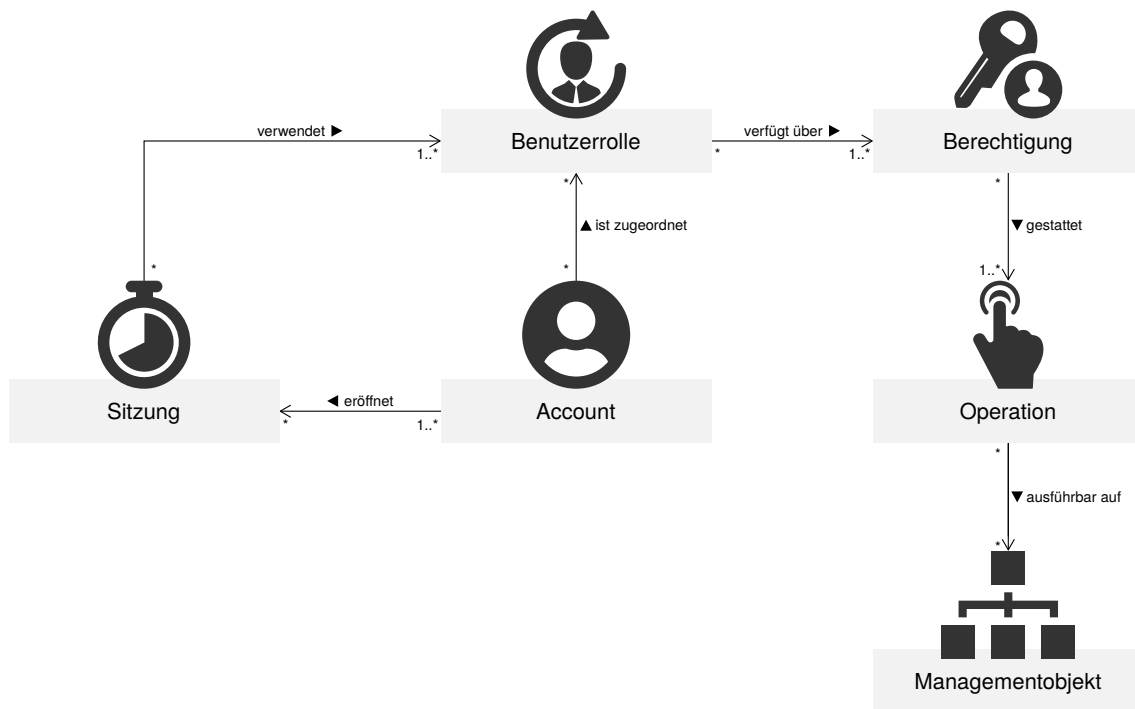 verwendet ▶
1..*
Benutzerrolle
verfügt über ▶
*
1..*
Berechtigung
*
▲ ist zugeordnet
*
▼ gestattet
1..*
*
*
Sitzung
◀ eröffnet
*
1..*
Account
Operation
*
▼ ausführbar auf
*
Managementobjekt